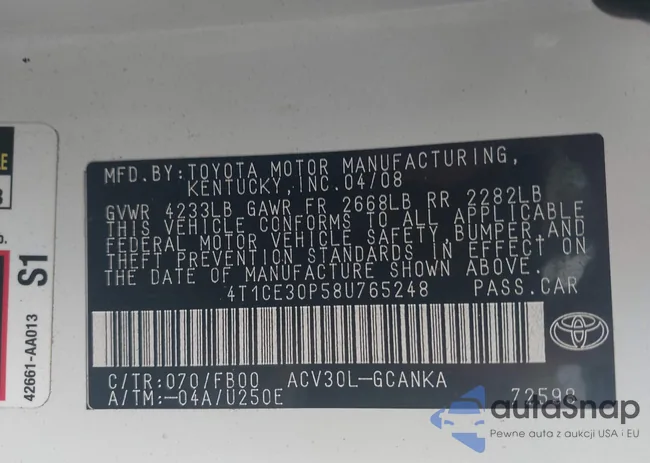 MFD.BY:TOYOTA MOTOR MANUFACTURING,
KENTUCKY,INC.04/08
GVWR 4233LB GAWR FR 2668LB RR 2282LB
THIS VEHICLE CONFORMS TO ALL APPLICABLE
FEDERAL MOTOR VEHICLE SAFETY, BUMPER, AND
THEFT PREVENTION STANDARDS IN EFFECT ON
THE DATE OF MANUFACTURE SHOWN ABOVE.
4T1CE30P58U765248 PASS.CAR
C/TR:070/FB00 ACV30L-GCANKA
A/TM:-04A/U250E 72598
42661-AA013
S1
autoSnap
Pewne auta z aukcji USA i EU